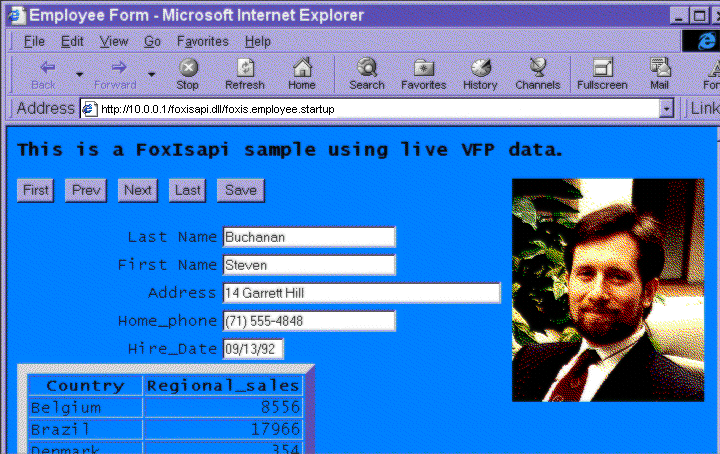 Employee Form - Microsoft Internet Explorer
File Edit View Go Favorites Help
Back Forward Stop Refresh Home Search Favorites History Channels Fullscreen Mail
Address http://10.0.0.1/foxisapi.dll/foxis.employee.startup Link
This is a FoxIsapi sample using live VFP data.
First Prev Next Last Save
Last Name Buchanan
First Name Steven
Address 14 Garrett Hill
Home_phone (71) 555-4848
Hire_Date 09/13/92
Country Regional_sales
Belgium 8556
Brazil 17966
Denmark 354